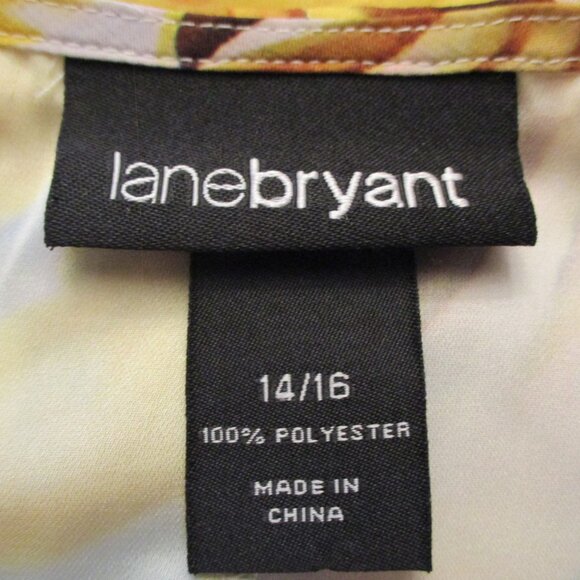 lanebryant
14/16
100% POLYESTER
MADE IN
CHINA